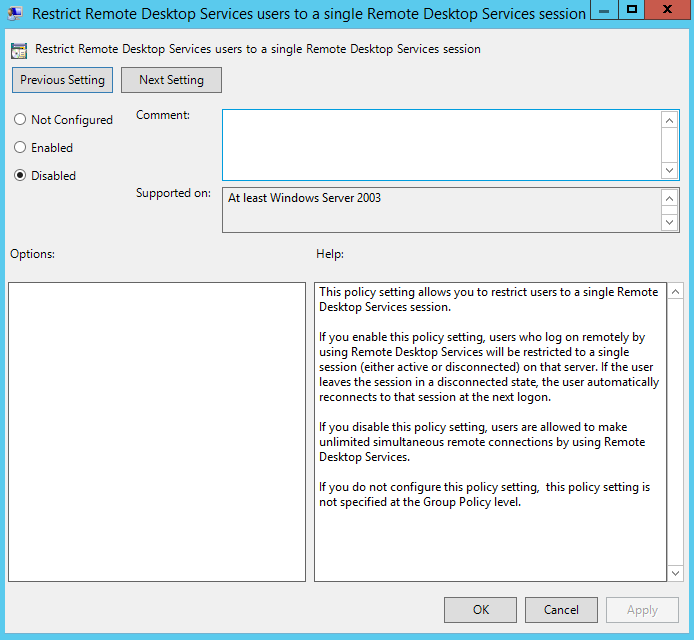 Restrict Remote Desktop Services users to a single Remote Desktop Services session
Restrict Remote Desktop Services users to a single Remote Desktop Services session
Previous Setting
Next Setting
Not Configured
Comment:
Enabled
Disabled
Supported on:
At least Windows Server 2003
Options:
Help:
This policy setting allows you to restrict users to a single Remote
Desktop Services session.
If you enable this policy setting, users who log on remotely by
using Remote Desktop Services will be restricted to a single
session (either active or disconnected) on that server. If the user
leaves the session in a disconnected state, the user automatically
reconnects to that session at the next logon.
If you disable this policy setting, users are allowed to make
unlimited simultaneous remote connections by using Remote
Desktop Services.
If you do not configure this policy setting,  this policy setting is
not specified at the Group Policy level.
OK
Cancel
Apply